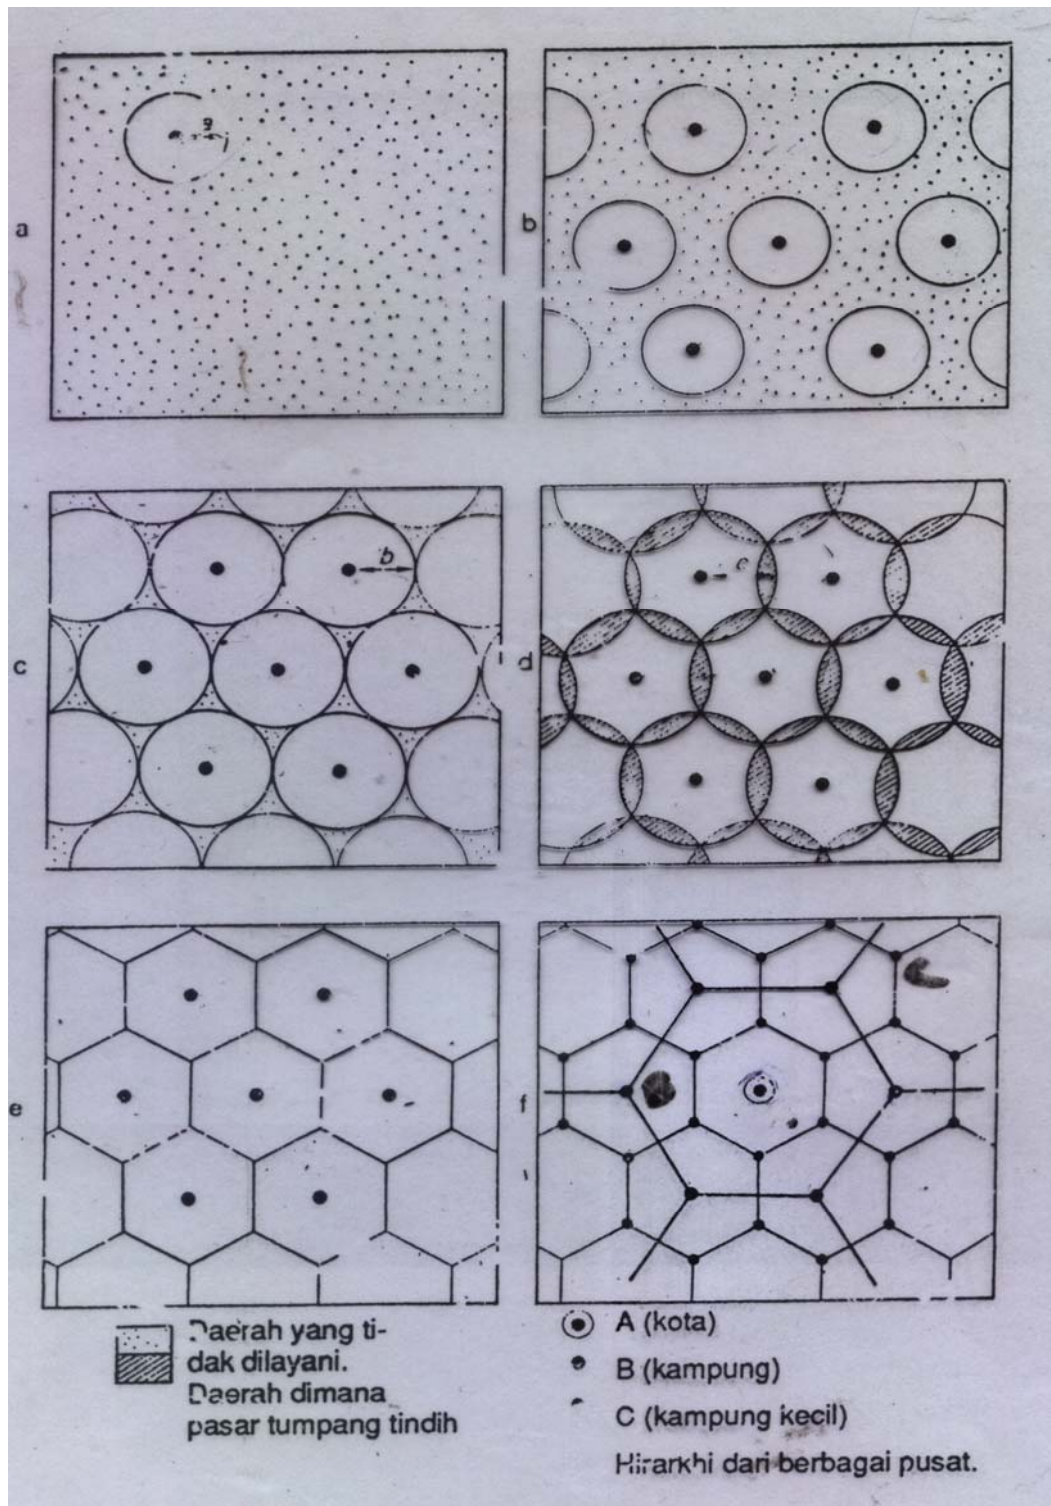 a
b
b
c
d
c
e
f
Daerah yang ti-
dak dilayani.
Daerah dimana
pasar tumpang tindih
A (kota)
B (kampung)
C (kampung kecil)
Hirarkhi dari berbagai pusat.